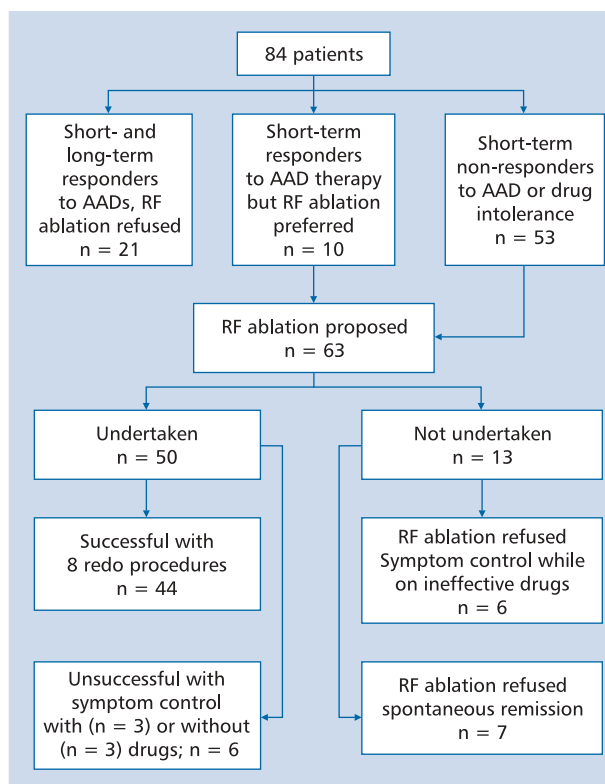 84 patients
Short- and
long-term
responders
to AADs, RF
ablation refused
n = 21
Short-term
responders
to AAD therapy
but RF ablation
preferred
n = 10
Short-term
non-responders
to AAD or drug
intolerance
n = 53
RF ablation proposed
n = 63
Undertaken
n = 50
Not undertaken
n = 13
Successful with
8 redo procedures
n = 44
RF ablation refused
Symptom control while
on ineffective drugs
n = 6
Unsuccessful with
symptom control
with (n = 3) or without
(n = 3) drugs; n = 6
RF ablation refused
spontaneous remission
n = 7